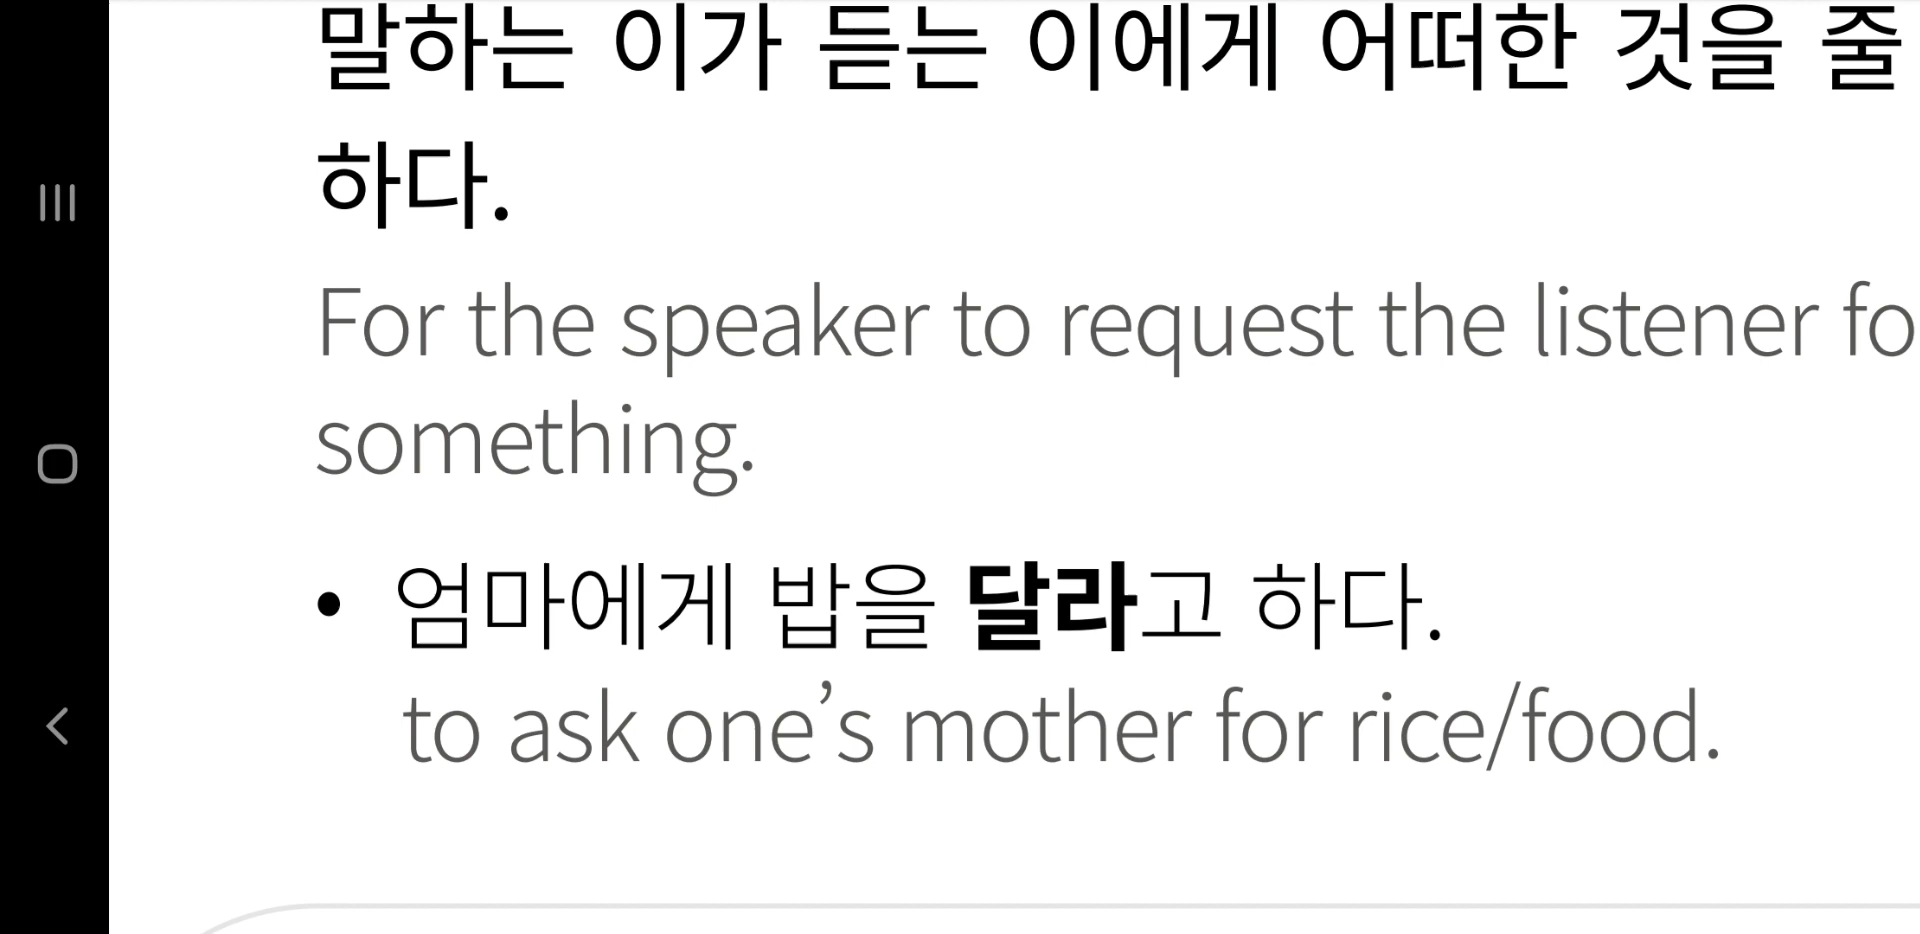 말하는 이가 듣는 이에게 어떠한 것을 줄
하다.
For the speaker to request the listener fo
something.
• 엄마에게 밥을 달라고 하다.
to ask one’s mother for rice/food.